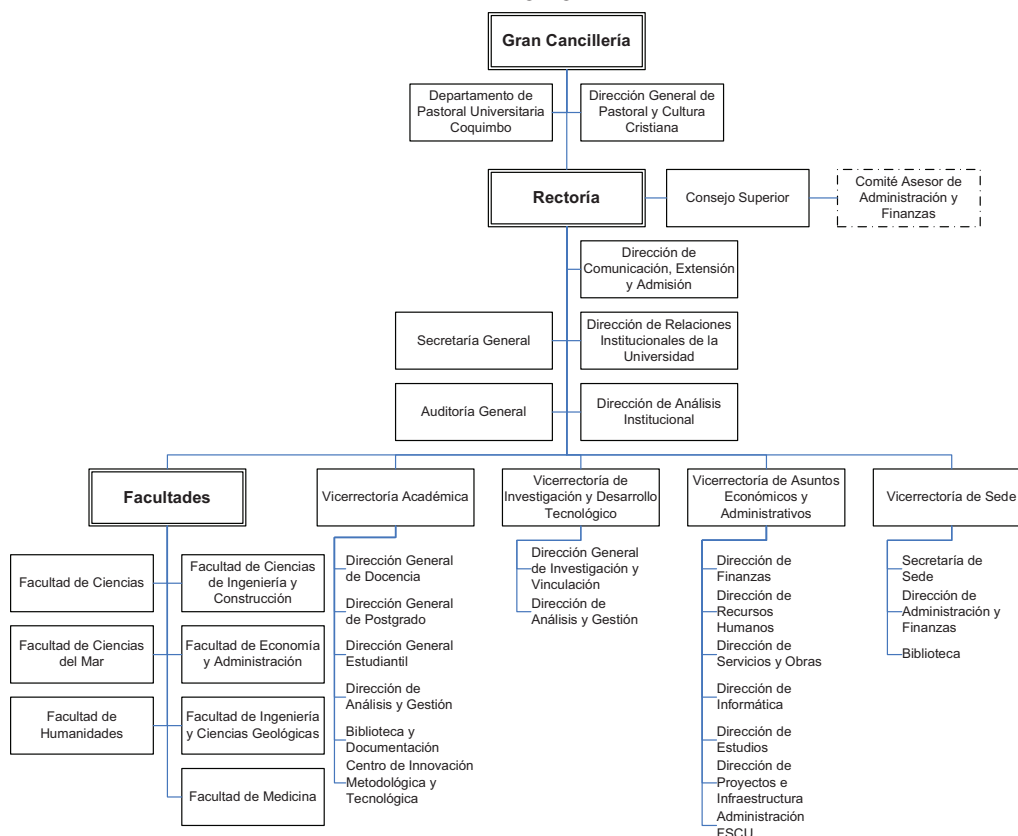 Gran Cancillería
Departamento de
Pastoral Universitaria
Coquimbo
Dirección General de
Pastoral y Cultura
Cristiana
Rectoría
Consejo Superior
Comité Asesor de
Administración y
Finanzas
Dirección de
Comunicación, Extensión
y Admisión
Secretaría General
Dirección de Relaciones
Institucionales de la
Universidad
Auditoría General
Dirección de Análisis
Institucional
Facultades
Facultad de Ciencias
Facultad de Ciencias
de Ingeniería y
Construcción
Facultad de Ciencias
del Mar
Facultad de Economía
y Administración
Facultad de
Humanidades
Facultad de Ingeniería
y Ciencias Geológicas
Facultad de Medicina
Vicerrectoría Académica
Dirección General
de Docencia
Dirección General
de Postgrado
Dirección General
Estudiantil
Dirección de
Análisis y Gestión
Biblioteca y
Documentación
Centro de Innovación
Metodológica y
Tecnológica
Vicerrectoría de
Investigación y Desarrollo
Tecnológico
Dirección General
de Investigación y
Vinculación
Dirección de
Análisis y Gestión
Vicerrectoría de Asuntos
Económicos y
Administrativos
Dirección de
Finanzas
Dirección de
Recursos
Humanos
Dirección de
Servicios y Obras
Dirección de
Informática
Dirección de
Estudios
Dirección de
Proyectos e
Infraestructura
Administración
FSCU
Vicerrectoría de Sede
Secretaría de
Sede
Dirección de
Administración y
Finanzas
Biblioteca